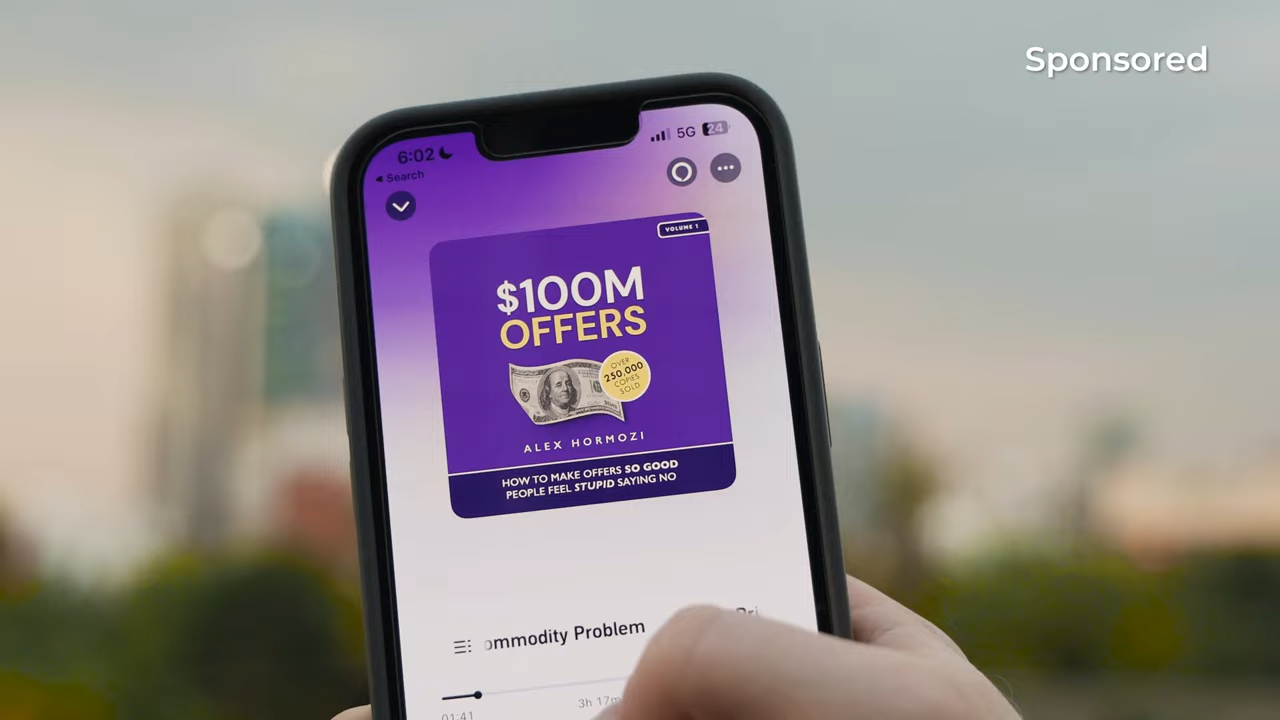 Sponsored
6:02
5G 24
Search
VOLUME 1
$100M
OFFERS
OVER
250,000
COPIES
SOLD
ALEX HORMOZI
HOW TO MAKE OFFERS SO GOOD
PEOPLE FEEL STUPID SAYING NO
ommodity Problem
01:41
3h 17m